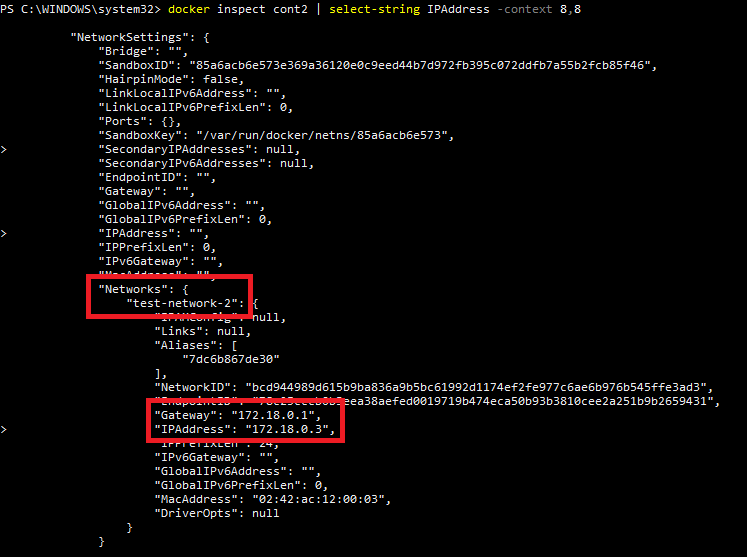 PS C:\WINDOWS\system32> docker inspect cont2 | select-string IPAddress -context 8,8
"NetworkSettings": {
"Bridge": "",
"SandboxID": "85a6acb6e573e369a36120e0c9eed44b7d972fb395c072ddfb7a55b2fcb85f46",
"HairpinMode": false,
"LinkLocalIPv6Address": "",
"LinkLocalIPv6PrefixLen": 0,
"Ports": {},
"SandboxKey": "/var/run/docker/netns/85a6acb6e573",
> "SecondaryIPAddresses": null,
"SecondaryIPv6Addresses": null,
"EndpointID": "",
"Gateway": "",
"GlobalIPv6Address": "",
"GlobalIPv6PrefixLen": 0,
> "IPAddress": "",
"IPPrefixLen": 0,
"IPv6Gateway": "",
"MacAddress": "",
"Networks": {
"test-network-2": {
"IPAMConfig": null,
"Links": null,
"Aliases": [
"7dc6b867de30"
],
"NetworkID": "bcd944989d615b9ba836a9b5bc61992d1174ef2fe977c6ae6b976b545ffe3ad3",
"EndpointID":
"Gateway": "172.18.0.1",
> "IPAddress": "172.18.0.3",
"IPPrefixLen": 24,
"IPv6Gateway": "",
"GlobalIPv6Address": "",
"GlobalIPv6PrefixLen": 0,
"MacAddress": "02:42:ac:12:00:03",
"DriverOpts": null
}
}